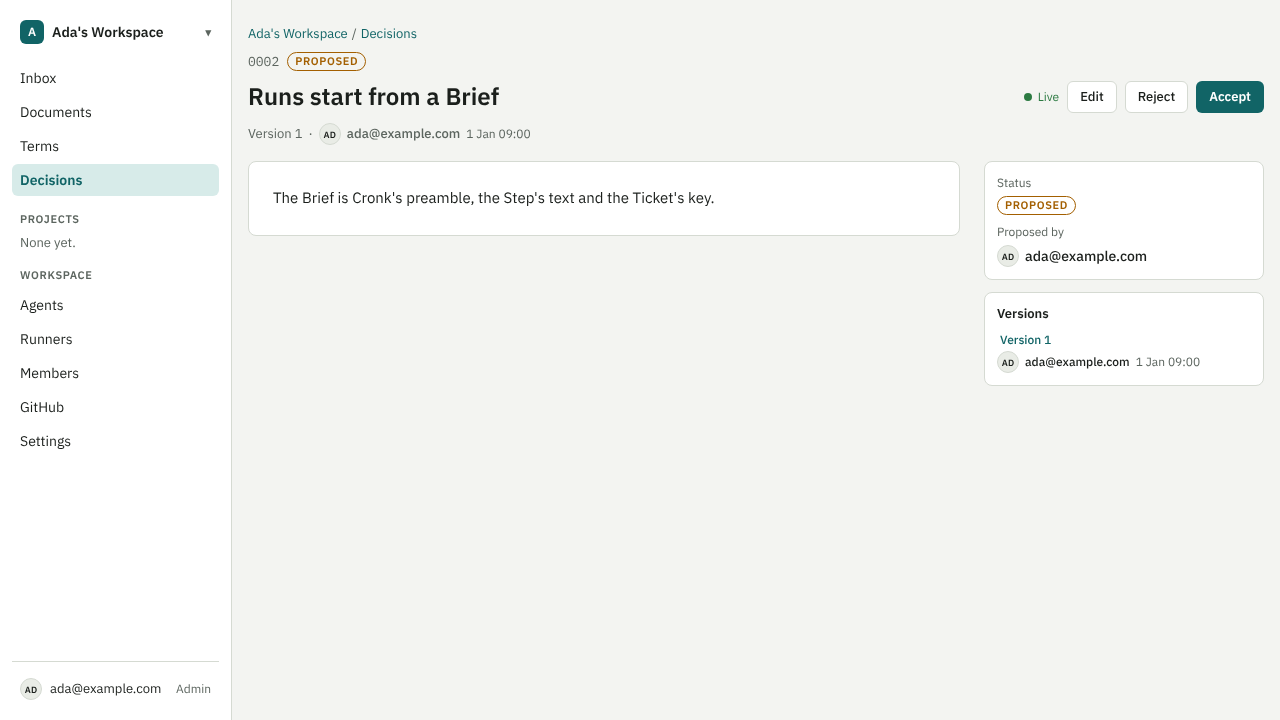 A Ada's Workspace ▾
Inbox
Documents
Terms
Decisions
PROJECTS
None yet.
WORKSPACE
Agents
Runners
Members
GitHub
Settings
AD ada@example.com Admin
Ada's Workspace / Decisions
0002 PROPOSED
Runs start from a Brief
Live Edit Reject Accept
Version 1 · AD ada@example.com 1 Jan 09:00
The Brief is Cronk's preamble, the Step's text and the Ticket's key.
Status
PROPOSED
Proposed by
AD ada@example.com
Versions
Version 1
AD ada@example.com 1 Jan 09:00